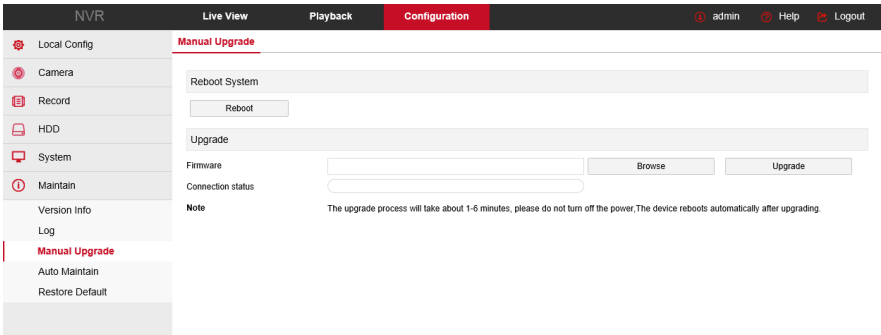 NVR Live View Playback Configuration admin Help Logout
Local Config
Camera
Record
HDD
System
Maintain
Version Info
Log
Manual Upgrade
Auto Maintain
Restore Default
Manual Upgrade
Reboot System
Reboot
Upgrade
Firmware Browse Upgrade
Connection status
Note The upgrade process will take about 1-6 minutes, please do not turn off the power,The device reboots automatically after upgrading.